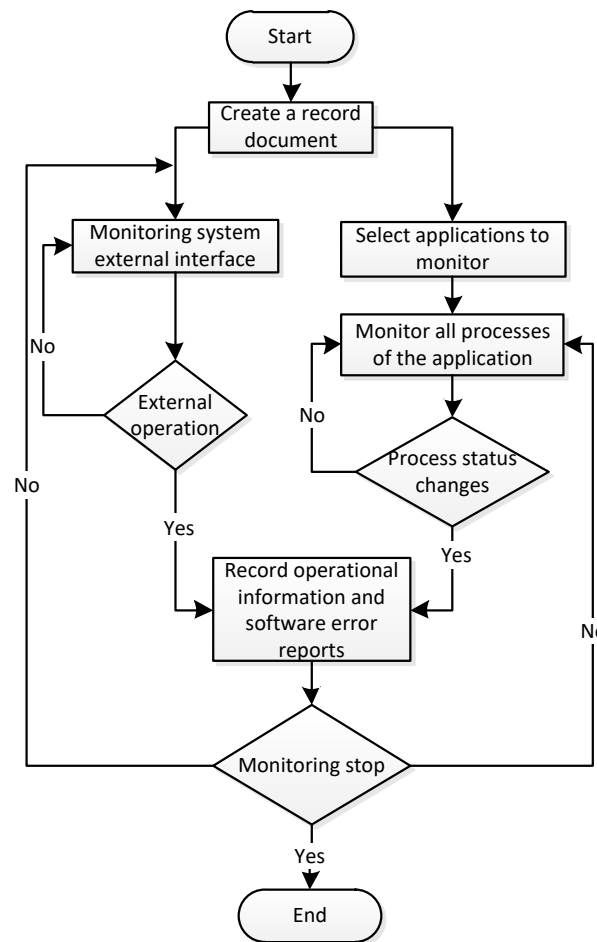 Start
Create a record
document
Monitoring system
external interface
Select applications to
monitor
Monitor all processes
of the application
No
External
operation
No
Process status
changes
No
Yes
Yes
Record operational
information and
software error
reports
No
Monitoring stop
Yes
End